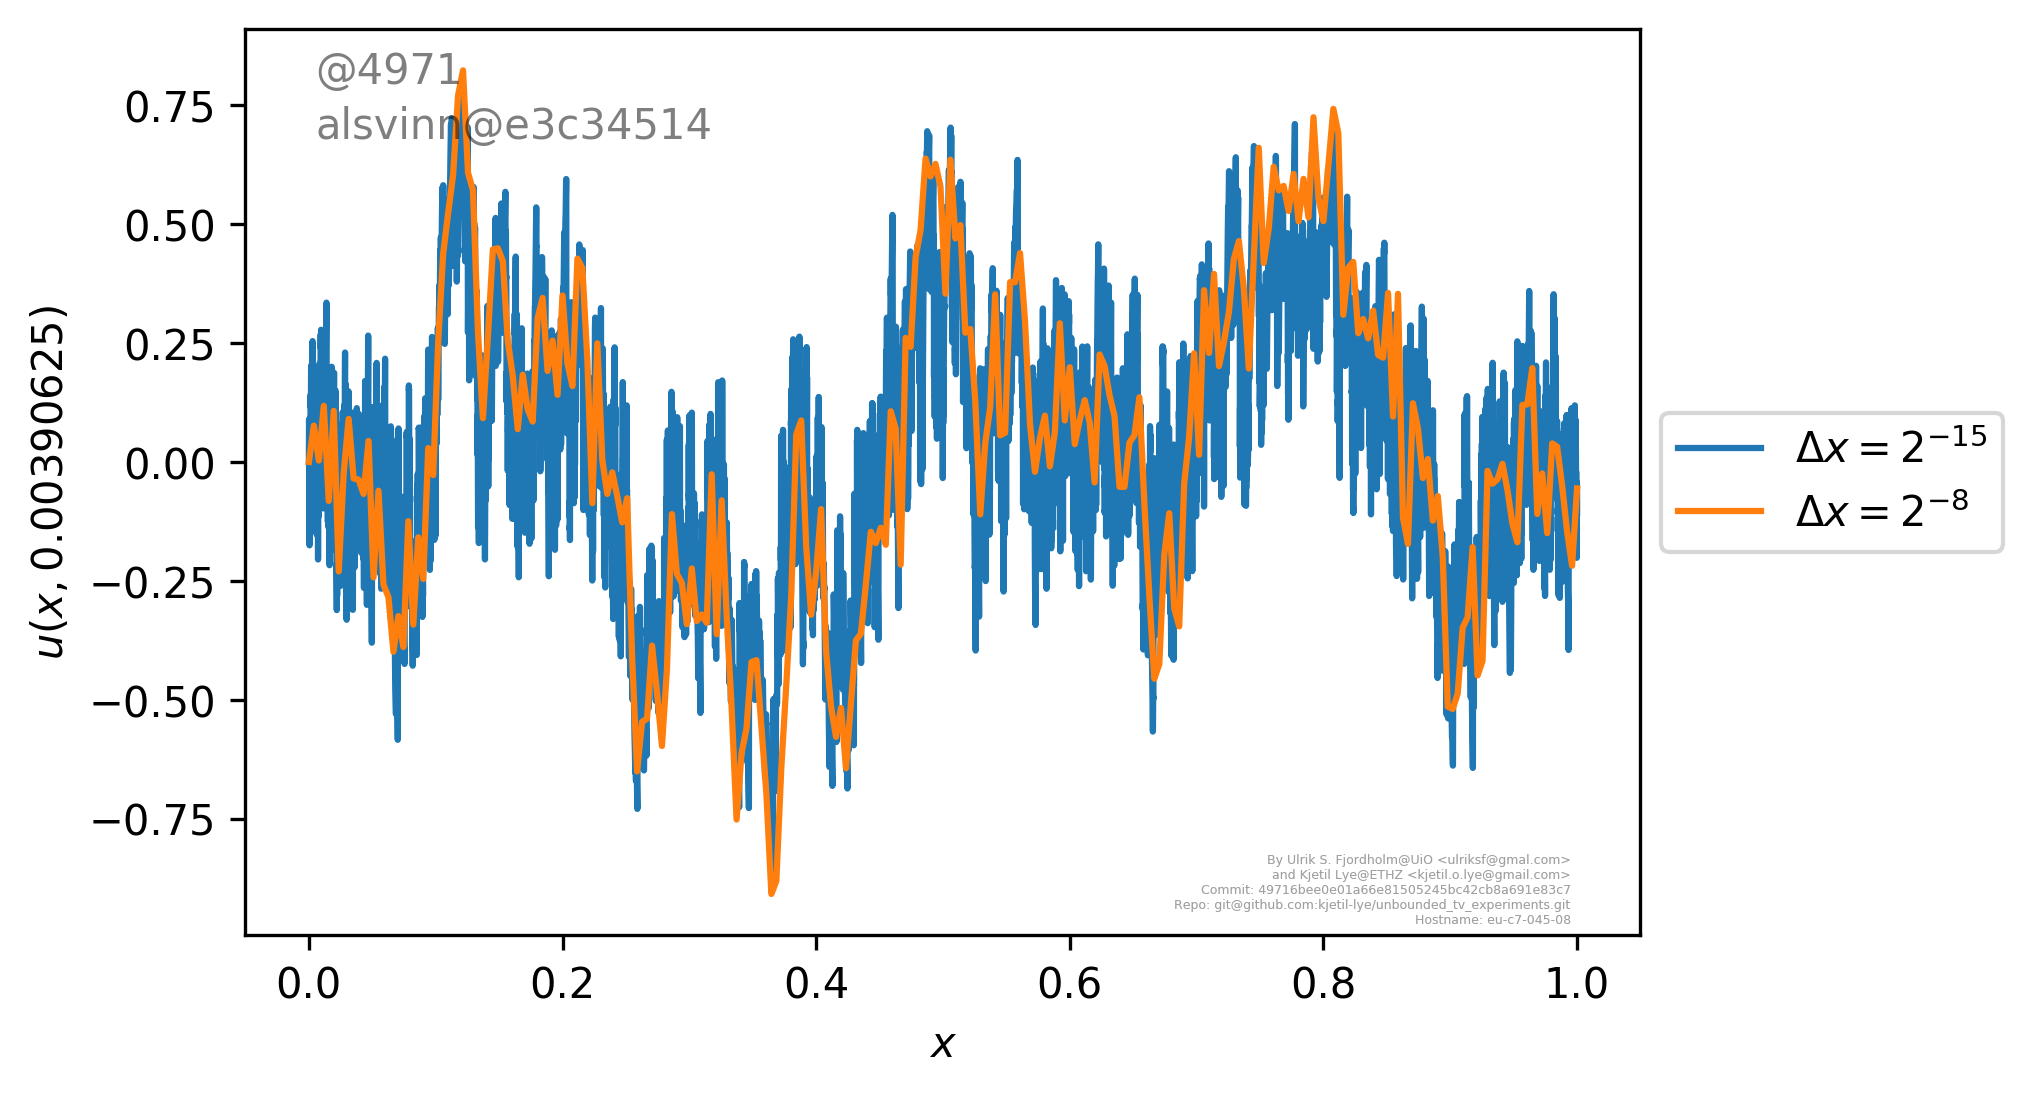 @4971
alsvinn@e3c34514
0.75
0.50
0.25
0.00
−0.25
−0.50
−0.75
u(x, 0.00390625)
0.0 0.2 0.4 0.6 0.8 1.0
x
Δx = 2⁻¹⁵
Δx = 2⁻⁸
By Ulrik S. Fjordholm@UiO <ulriksf@gmal.com>
and Kjetil Lye@ETHZ <kjetil.o.lye@gmail.com>
Commit: 49716bee0e01a66e81505245bc42cb8a691e83c7
Repo: git@github.com:kjetil-lye/unbounded_tv_experiments.git
Hostname: eu-c7-045-08